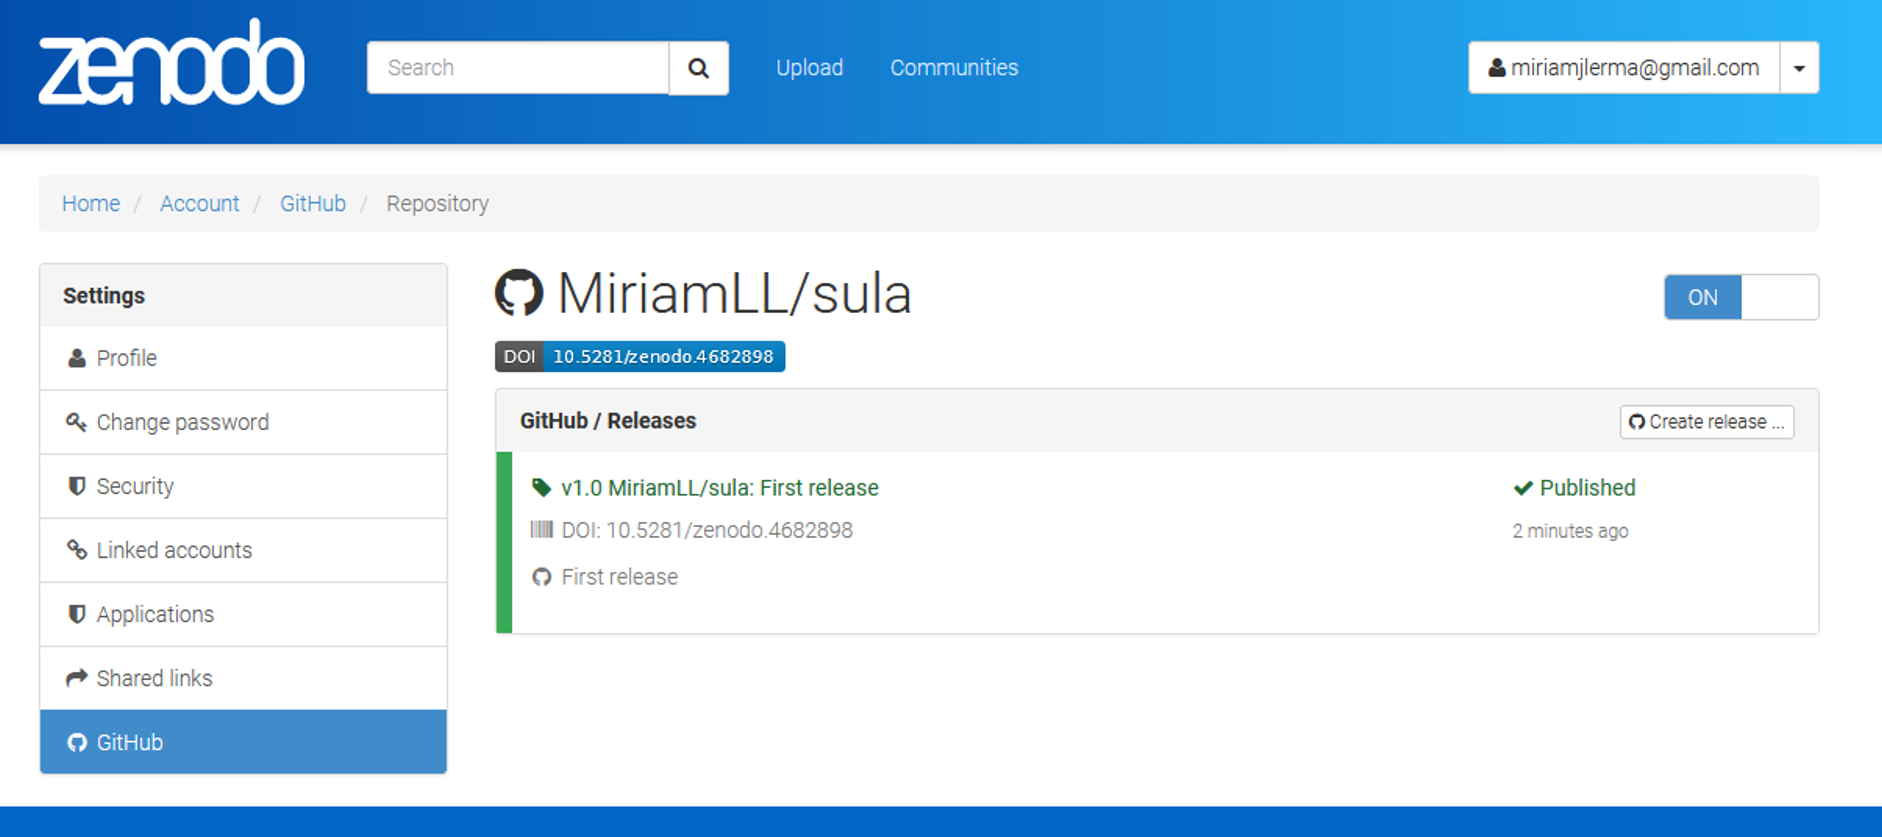 zenodo
Search
Upload
Communities
miriamjlerma@gmail.com
Home / Account / GitHub / Repository
Settings
Profile
Change password
Security
Linked accounts
Applications
Shared links
GitHub
MiriamLL/sula
ON
DOI 10.5281/zenodo.4682898
GitHub / Releases
Create release ...
v1.0 MiriamLL/sula: First release
Published
DOI: 10.5281/zenodo.4682898
2 minutes ago
First release